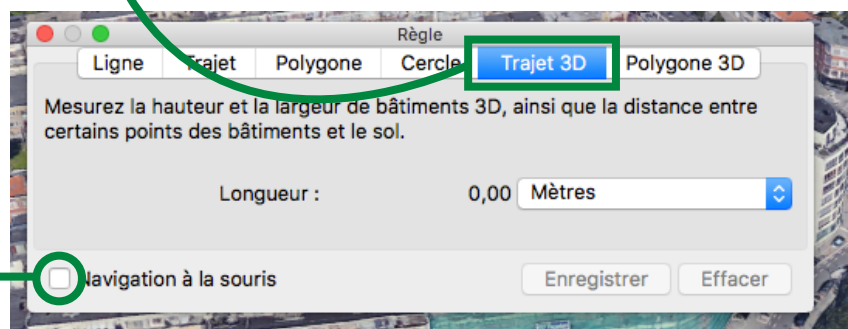 Règle
Ligne Trajet Polygone Cercle Trajet 3D Polygone 3D
Mesurez la hauteur et la largeur de bâtiments 3D, ainsi que la distance entre
certains points des bâtiments et le sol.
Longueur : 0,00 Mètres
Navigation à la souris Enregistrer Effacer